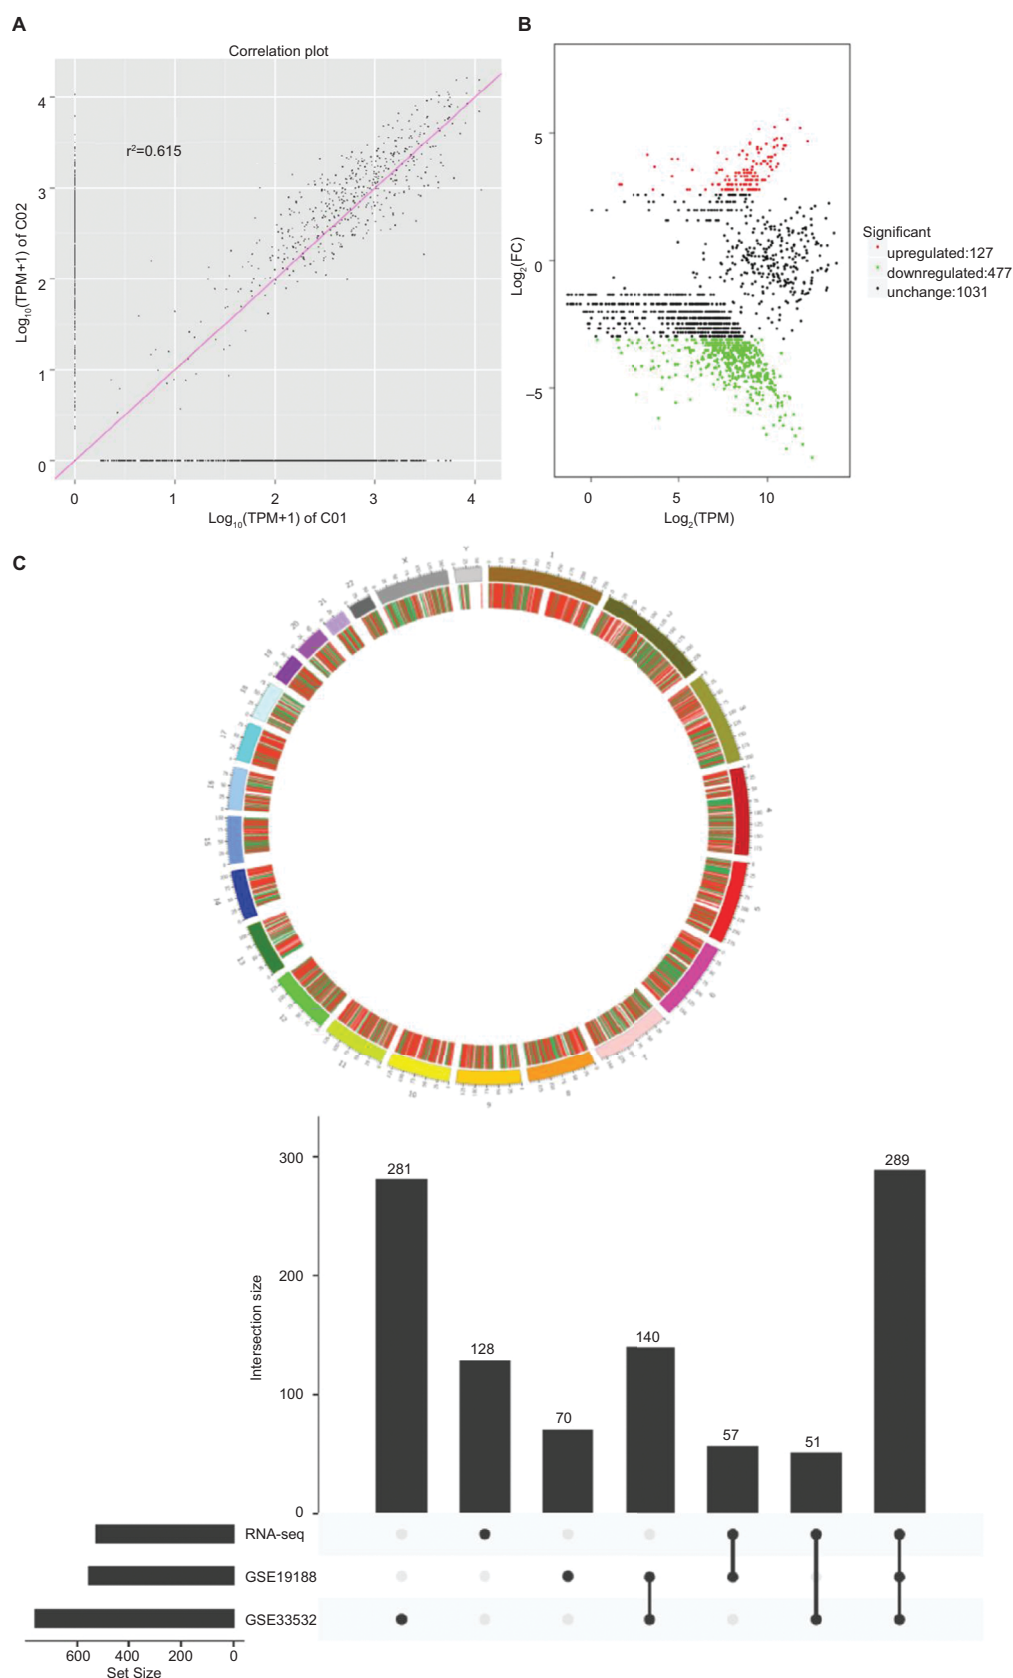 A
Correlation plot
r²=0.615
4
3
2
1
0
0
1
2
3
4
Log₁₀(TPM+1) of C02
Log₁₀(TPM+1) of C01
B
5
0
–5
0
5
10
Log₂(FC)
Log₂(TPM)
Significant
upregulated:127
downregulated:477
unchange:1031
C
300
200
100
0
Intersection size
281
128
70
140
57
51
289
RNA-seq
GSE19188
GSE33532
600 400 200 0
Set Size